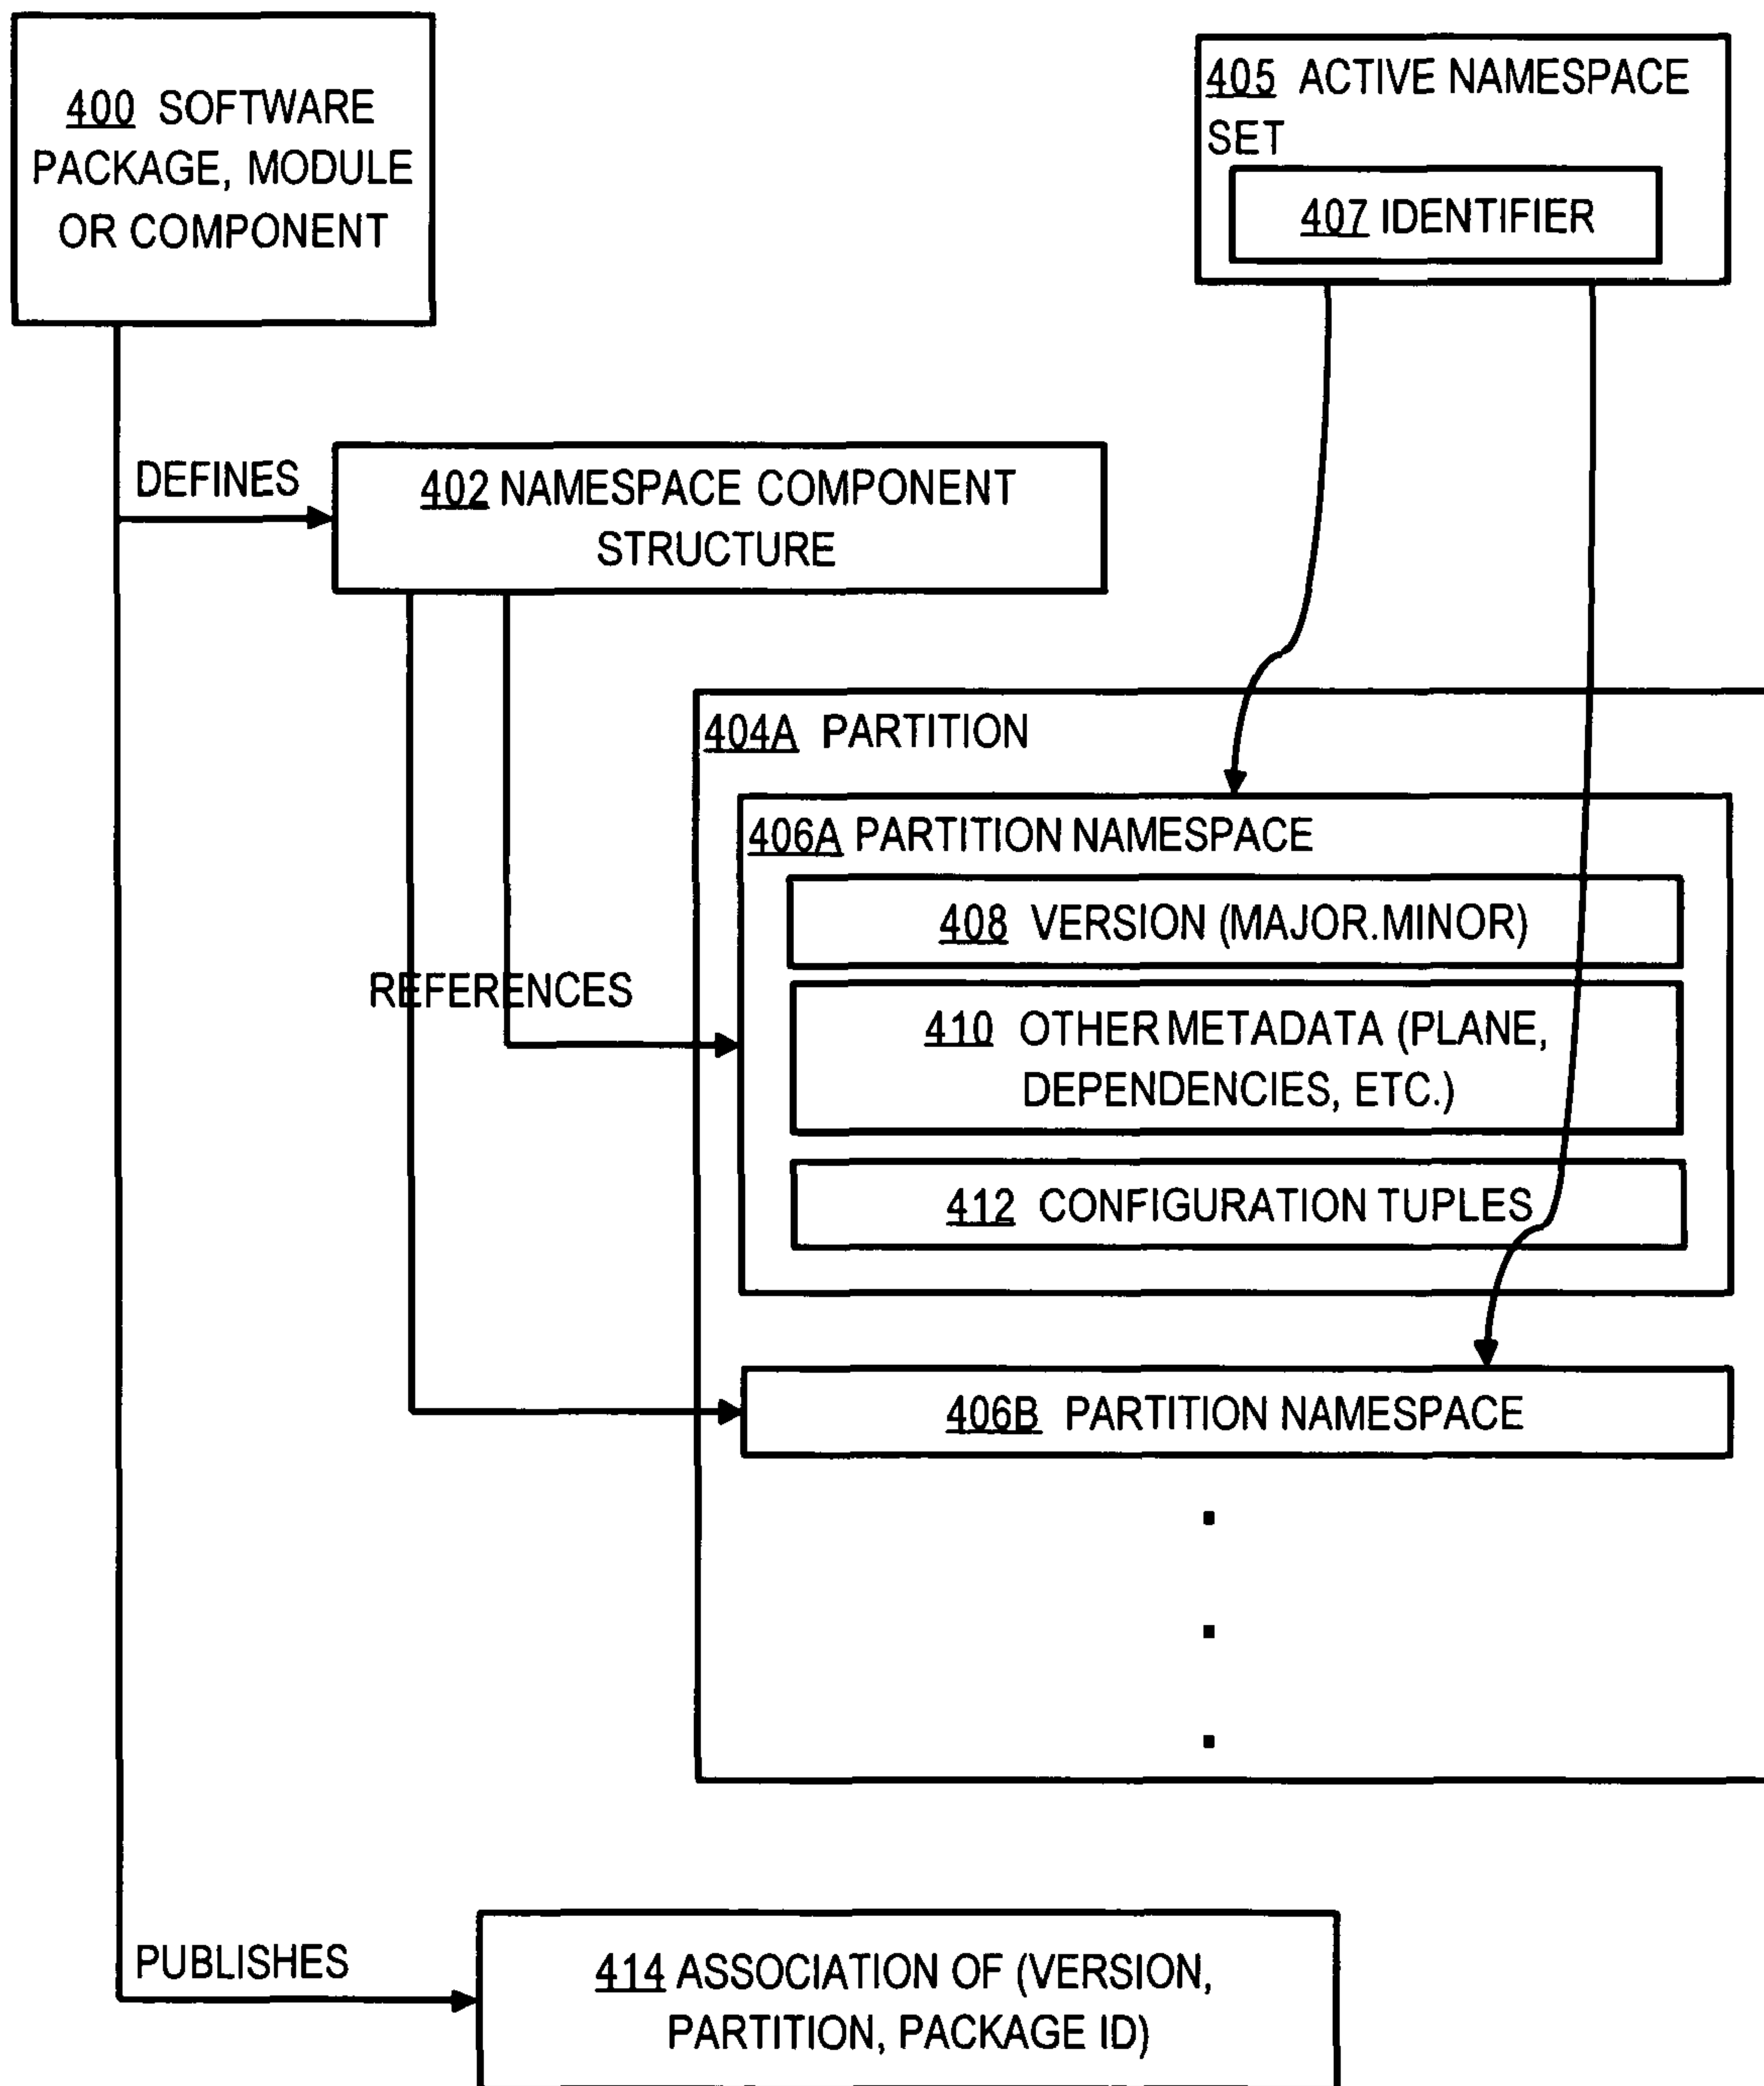 400 SOFTWARE
PACKAGE, MODULE
OR COMPONENT
405 ACTIVE NAMESPACE
SET
407 IDENTIFIER
DEFINES
402 NAMESPACE COMPONENT
STRUCTURE
404A PARTITION
406A PARTITION NAMESPACE
408 VERSION (MAJOR.MINOR)
REFERENCES
410 OTHER METADATA (PLANE,
DEPENDENCIES, ETC.)
412 CONFIGURATION TUPLES
406B PARTITION NAMESPACE
PUBLISHES
414 ASSOCIATION OF (VERSION,
PARTITION, PACKAGE ID)